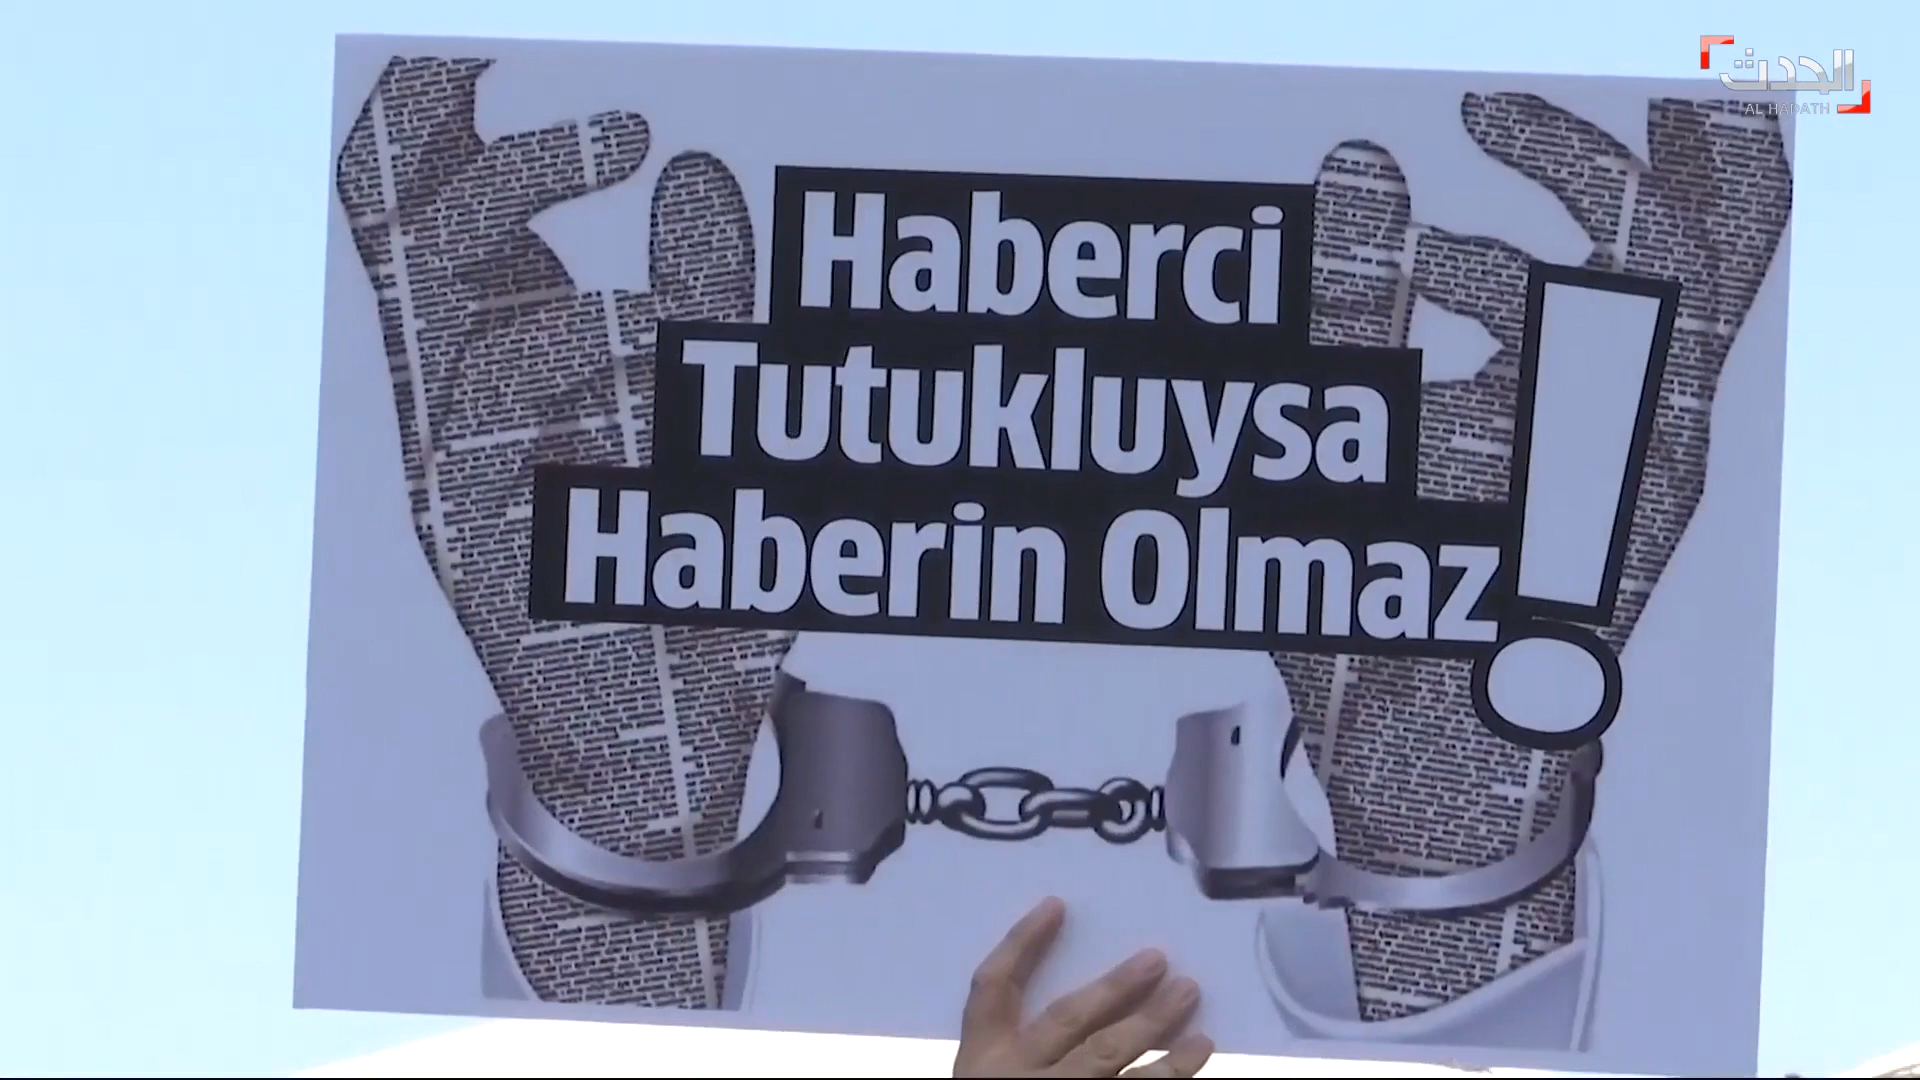 الحدث
AL HADATH
Haberci
Tutukluysa
Haberin Olmaz!